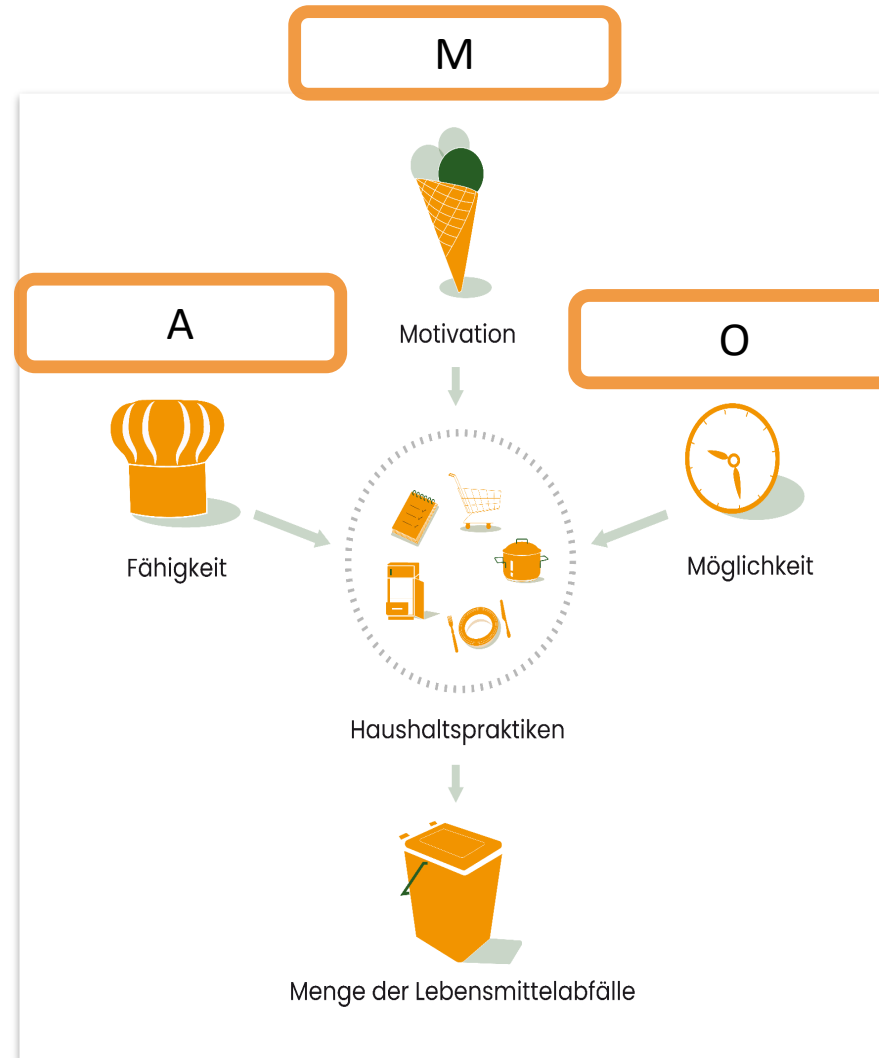 M
Motivation
A
O
Fähigkeit
Möglichkeit
Haushaltspraktiken
Menge der Lebensmittelabfälle